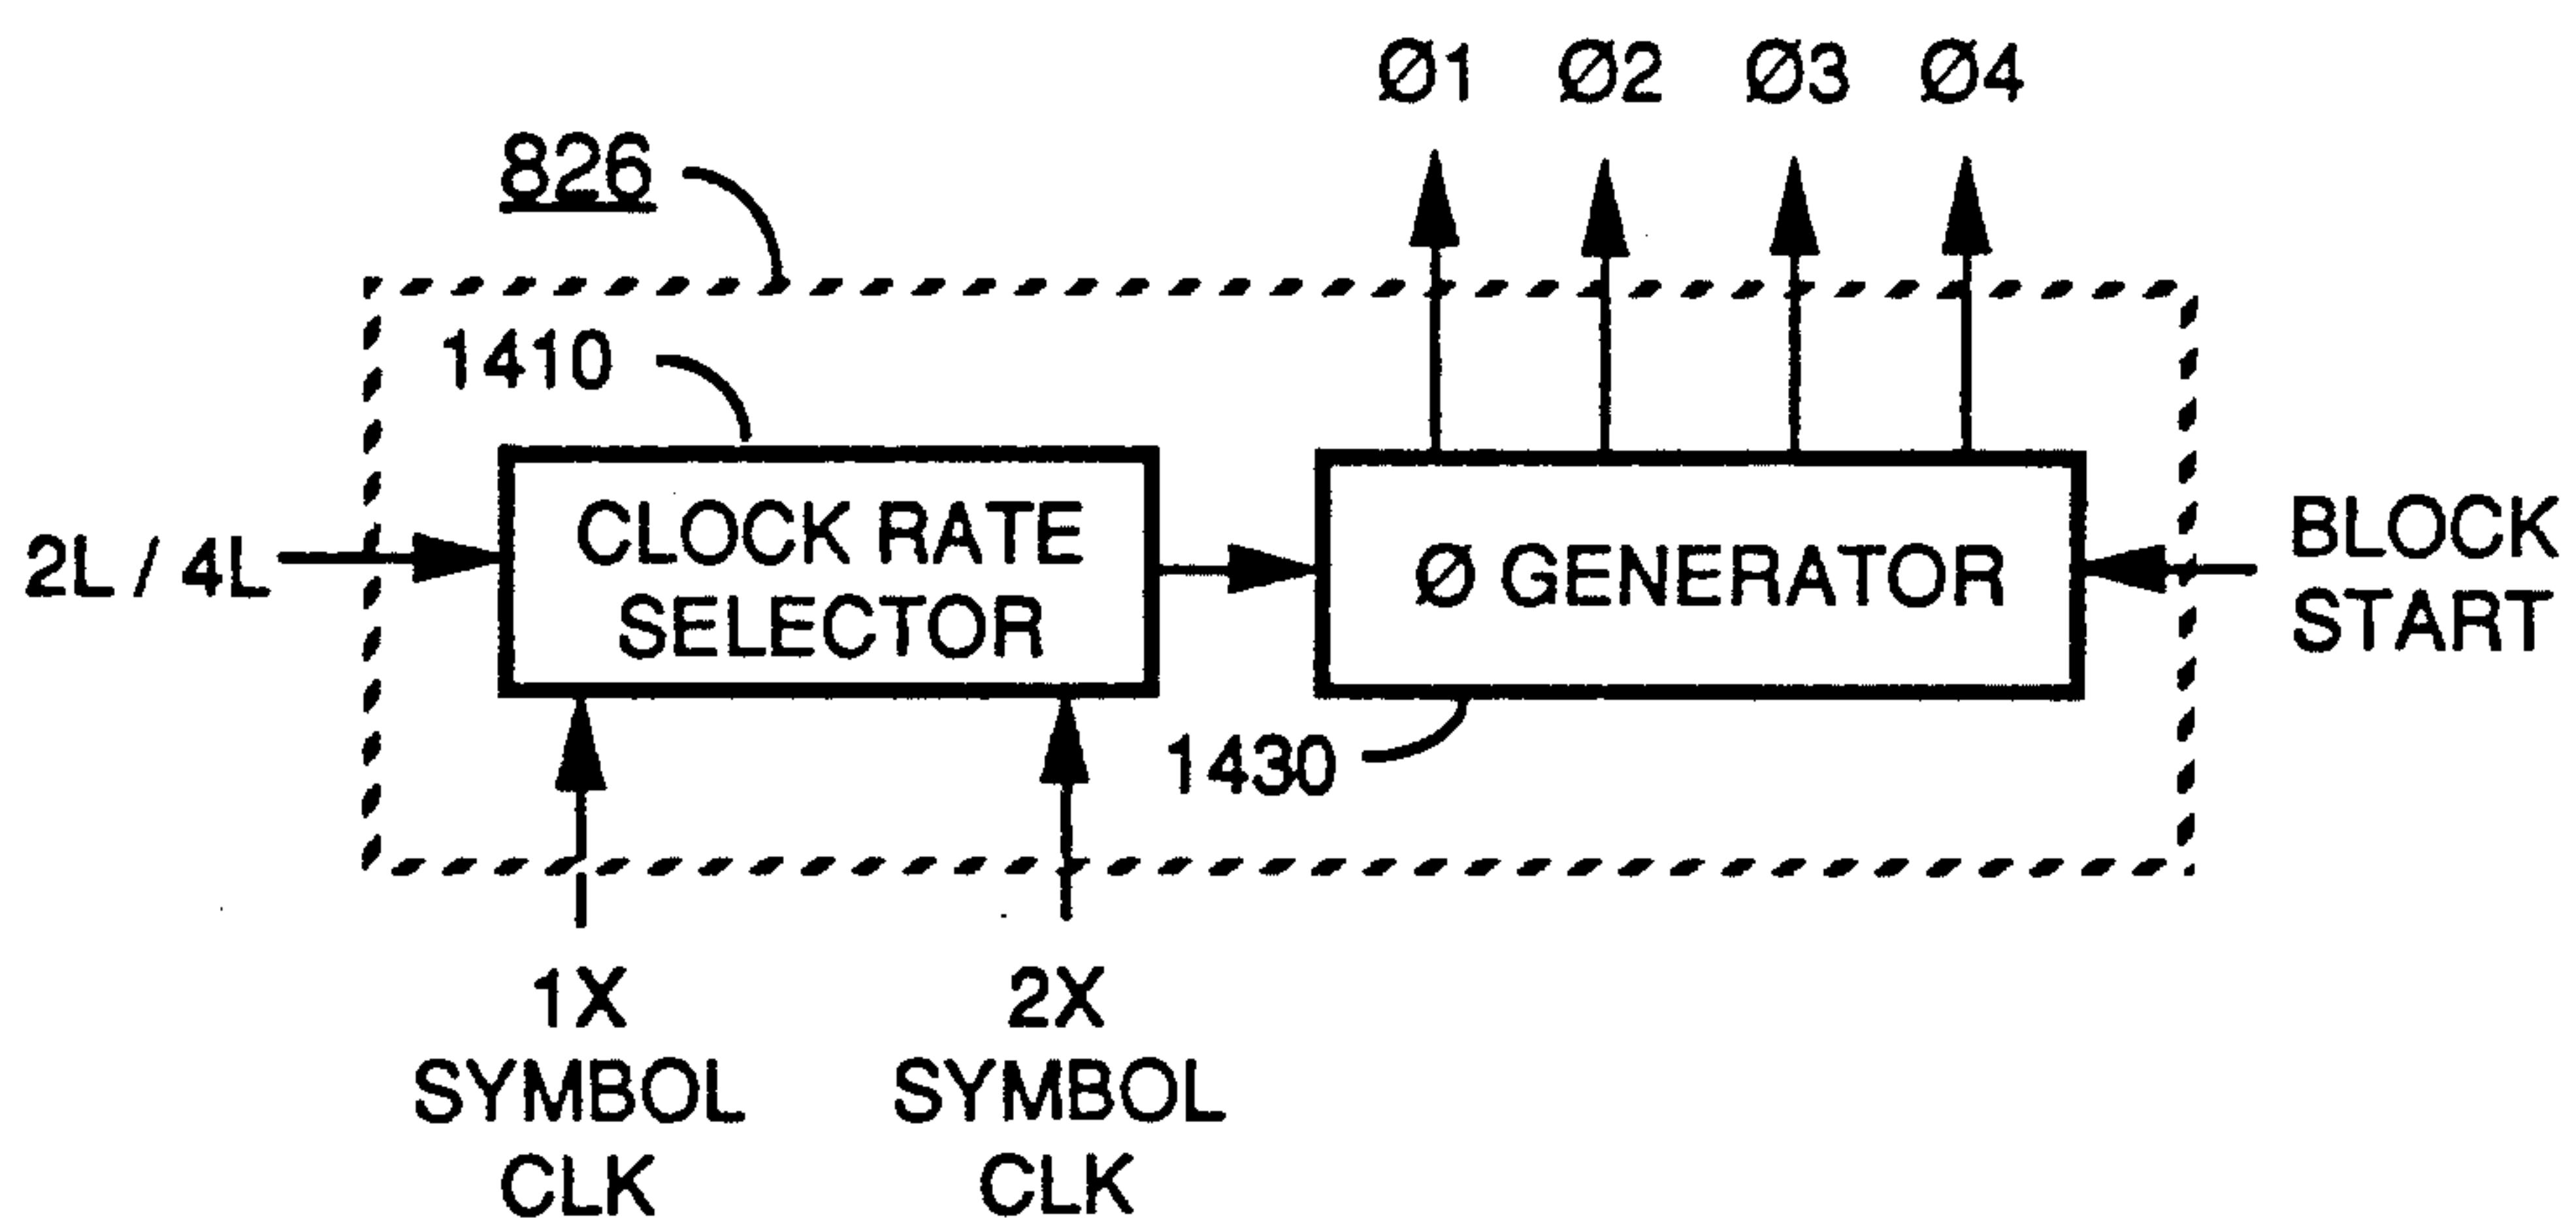 Ø1 Ø2 Ø3 Ø4
826
1410
2L / 4L
CLOCK RATE
SELECTOR
Ø GENERATOR
BLOCK
START
1430
1X
SYMBOL
CLK
2X
SYMBOL
CLK